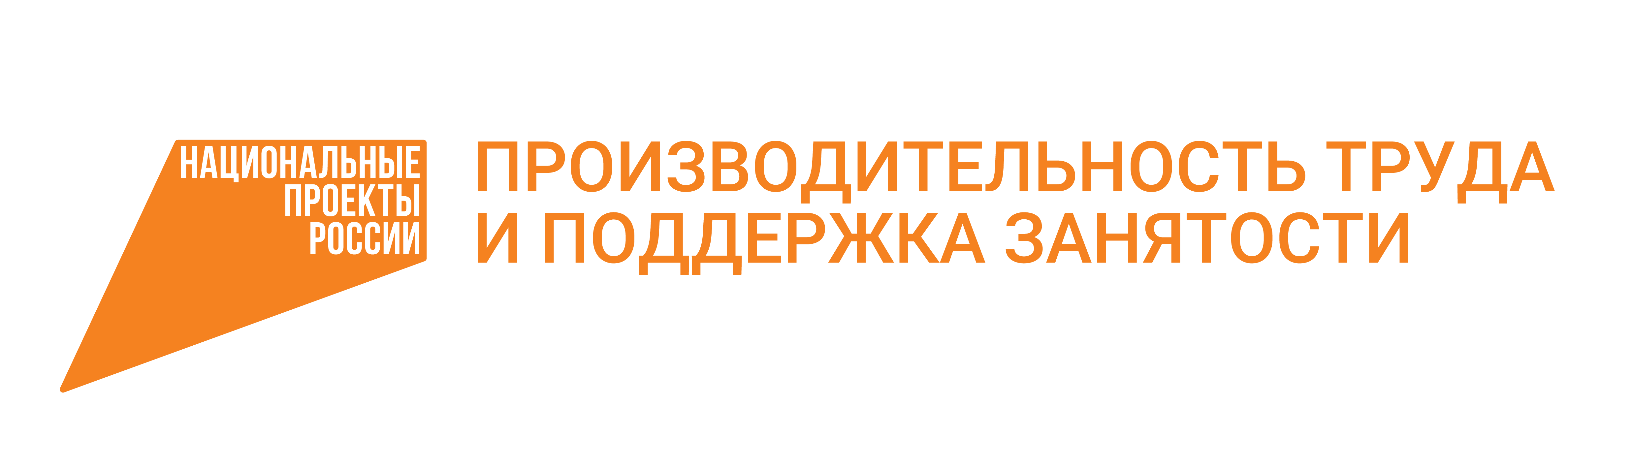 НАЦИОНАЛЬНЫЕ
ПРОЕКТЫ
РОССИИ
ПРОИЗВОДИТЕЛЬНОСТЬ ТРУДА
И ПОДДЕРЖКА ЗАНЯТОСТИ